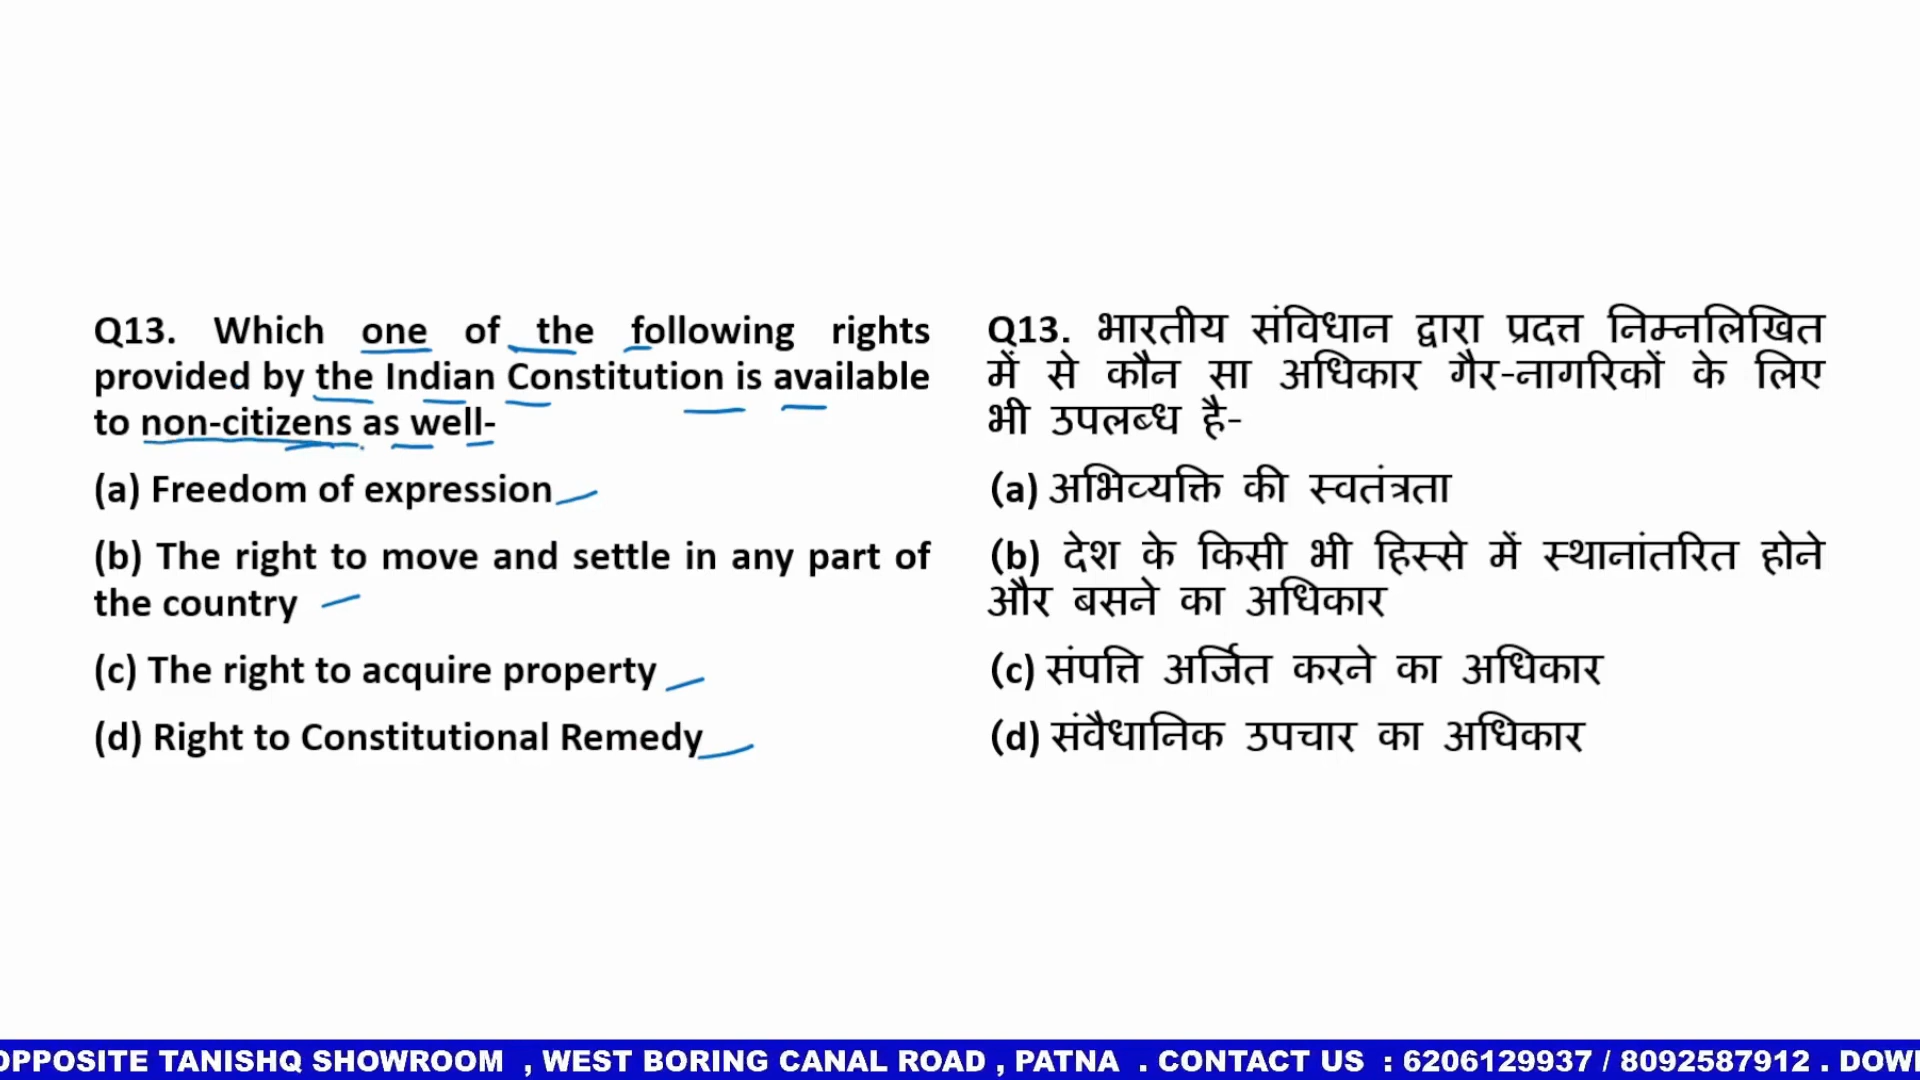 Q13. Which one of the following rights
provided by the Indian Constitution is available
to non-citizens as well-
(a) Freedom of expression
(b) The right to move and settle in any part of
the country
(c) The right to acquire property
(d) Right to Constitutional Remedy
Q13. भारतीय संविधान द्वारा प्रदत्त निम्नलिखित
में से कौन सा अधिकार गैर-नागरिकों के लिए
भी उपलब्ध है-
(a) अभिव्यक्ति की स्वतंत्रता
(b) देश के किसी भी हिस्से में स्थानांतरित होने
और बसने का अधिकार
(c) संपत्ति अर्जित करने का अधिकार
(d) संवैधानिक उपचार का अधिकार
OPPOSITE TANISHQ SHOWROOM , WEST BORING CANAL ROAD , PATNA . CONTACT US : 6206129937 / 8092587912 . DOW